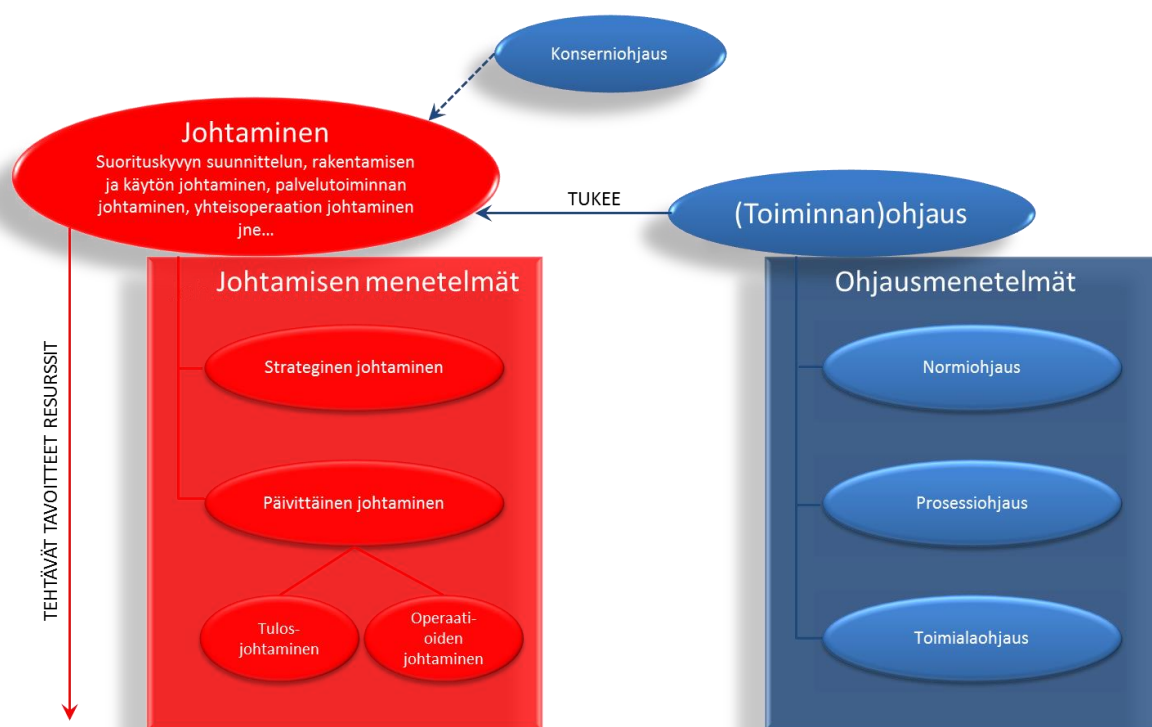 Konserniohjaus
Johtaminen
Suorituskyvyn suunnittelun, rakentamisen
ja käytön johtaminen, palvelutoiminnan
johtaminen, yhteisoperaation johtaminen
jne...
TUKEE
(Toiminnan)ohjaus
TEHTÄVÄT TAVOITTEET RESURSSIT
Johtamisen menetelmät
Strateginen johtaminen
Päivittäinen johtaminen
Tulos-
johtaminen
Operaati-
oiden
johtaminen
Ohjausmenetelmät
Normiohjaus
Prosessiohjaus
Toimialaohjaus